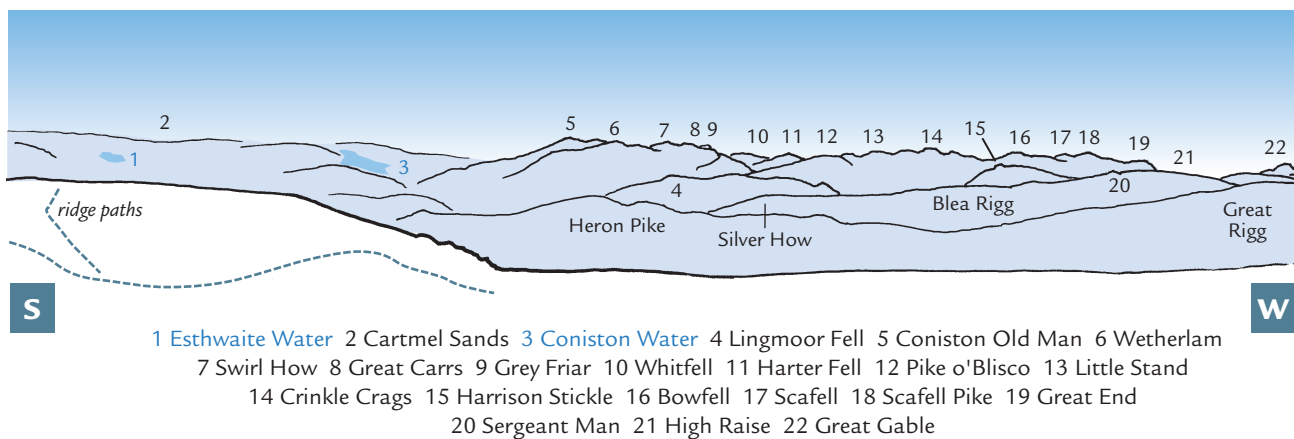 2
5 6 7 8 9 10 11 12 13 14 15 16 17 18 19 21 22
1
3
4
20
ridge paths
Heron Pike
Silver How
Blea Rigg
Great
Rigg
S
W
1 Esthwaite Water 2 Cartmel Sands 3 Coniston Water 4 Lingmoor Fell 5 Coniston Old Man 6 Wetherlam
7 Swirl How 8 Great Carrs 9 Grey Friar 10 Whitfell 11 Harter Fell 12 Pike o'Blisco 13 Little Stand
14 Crinkle Crags 15 Harrison Stickle 16 Bowfell 17 Scafell 18 Scafell Pike 19 Great End
20 Sergeant Man 21 High Raise 22 Great Gable